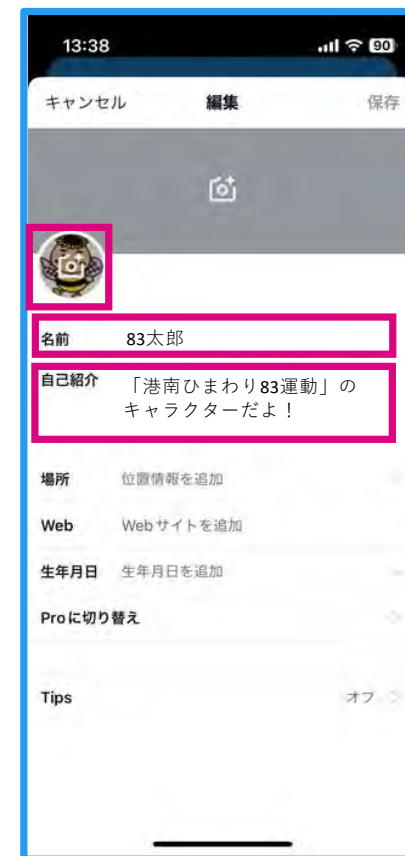 13:38
90
キャンセル
編集
保存
名前 83太郎
自己紹介 「港南ひまわり83運動」の
キャラクターだよ！
場所 位置情報を追加
Web Webサイトを追加
生年月日 生年月日を追加
Proに切り替え
Tips オフ